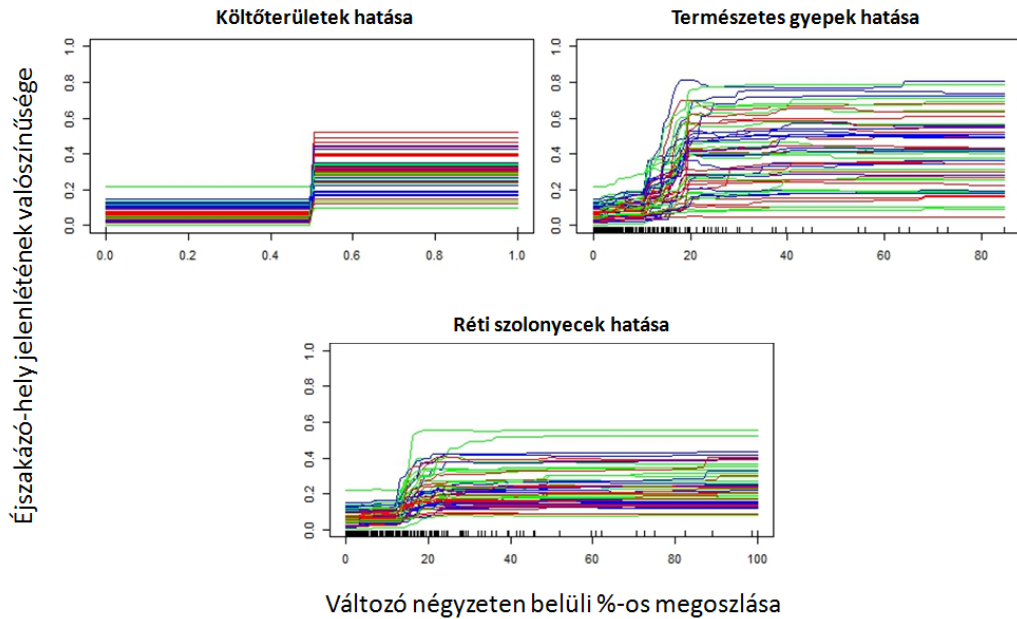 Költőterületek hatása
Természetes gyepek hatása
Éjszakázó-hely jelenlétének valószínűsége
1.0
0.8
0.6
0.4
0.2
0.0
0.0 0.2 0.4 0.6 0.8 1.0
1.0
0.8
0.6
0.4
0.2
0.0
0 20 40 60 80
Réti szolonyecek hatása
1.0
0.8
0.6
0.4
0.2
0.0
0 20 40 60 80 100
Változó négyzeten belüli %-os megoszlása